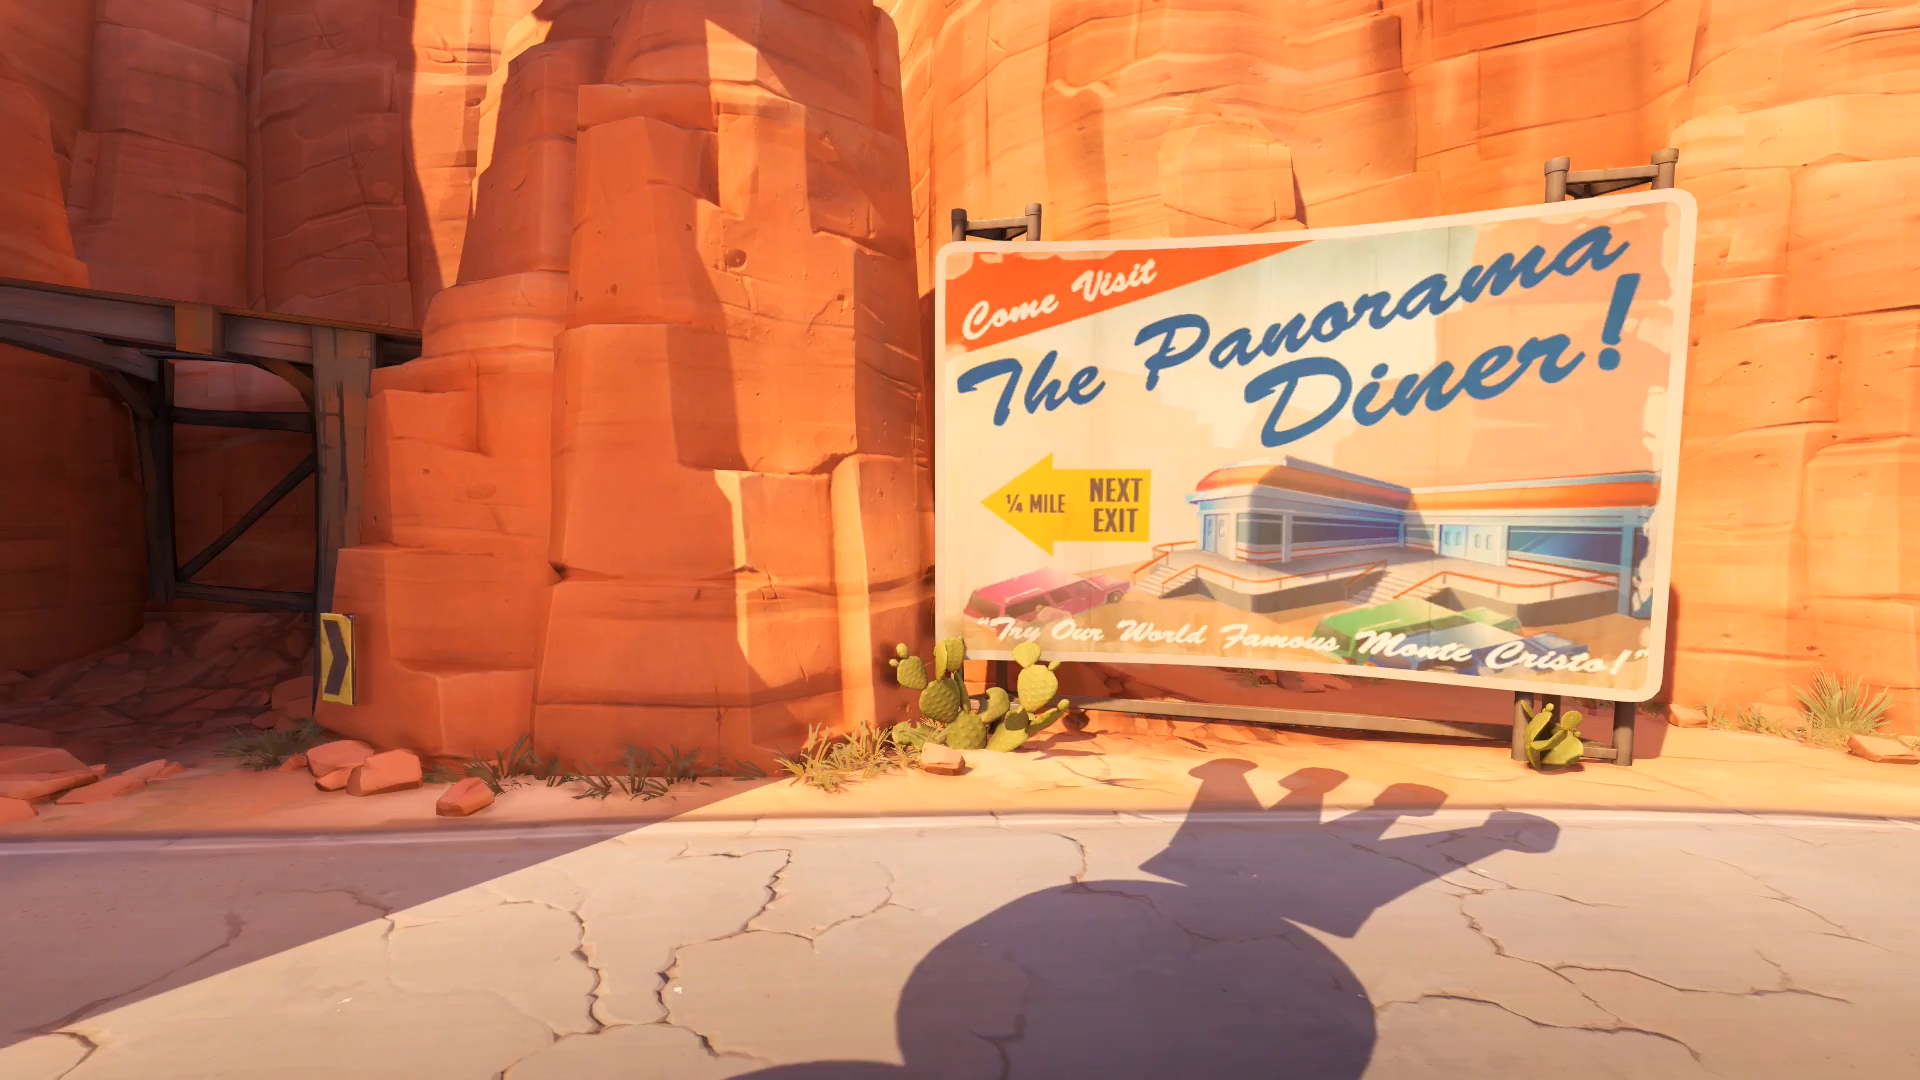 Come Visit
The Panorama
Diner!
¼ MILE
NEXT
EXIT
"Try Our World Famous Monte Cristo!"